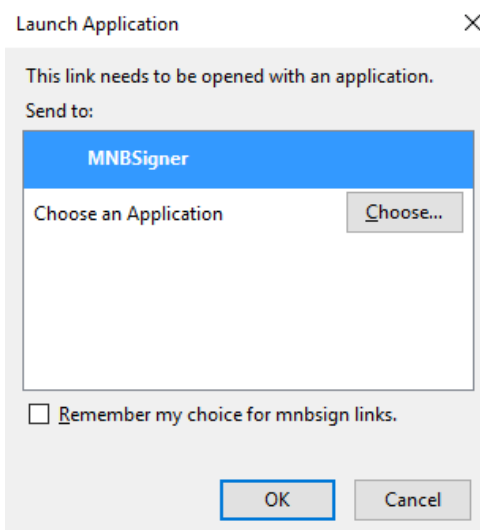 Launch Application
This link needs to be opened with an application.
Send to:
MNBSigner
Choose an Application
Choose...
Remember my choice for mnbsign links.
OK
Cancel